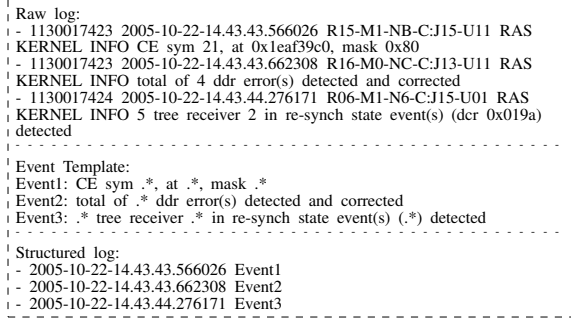 Raw log:
- 1130017423 2005-10-22-14.43.43.566026 R15-M1-NB-C:J15-U11 RAS
KERNEL INFO CE sym 21, at 0x1eaf39c0, mask 0x80
- 1130017423 2005-10-22-14.43.43.662308 R16-M0-NC-C:J13-U11 RAS
KERNEL INFO total of 4 ddr error(s) detected and corrected
- 1130017424 2005-10-22-14.43.44.276171 R06-M1-N6-C:J15-U01 RAS
KERNEL INFO 5 tree receiver 2 in re-synch state event(s) (dcr 0x019a)
detected
Event Template:
Event1: CE sym .*, at .*, mask .*
Event2: total of .* ddr error(s) detected and corrected
Event3: .* tree receiver .* in re-synch state event(s) (.*) detected
Structured log:
- 2005-10-22-14.43.43.566026 Event1
- 2005-10-22-14.43.43.662308 Event2
- 2005-10-22-14.43.44.276171 Event3